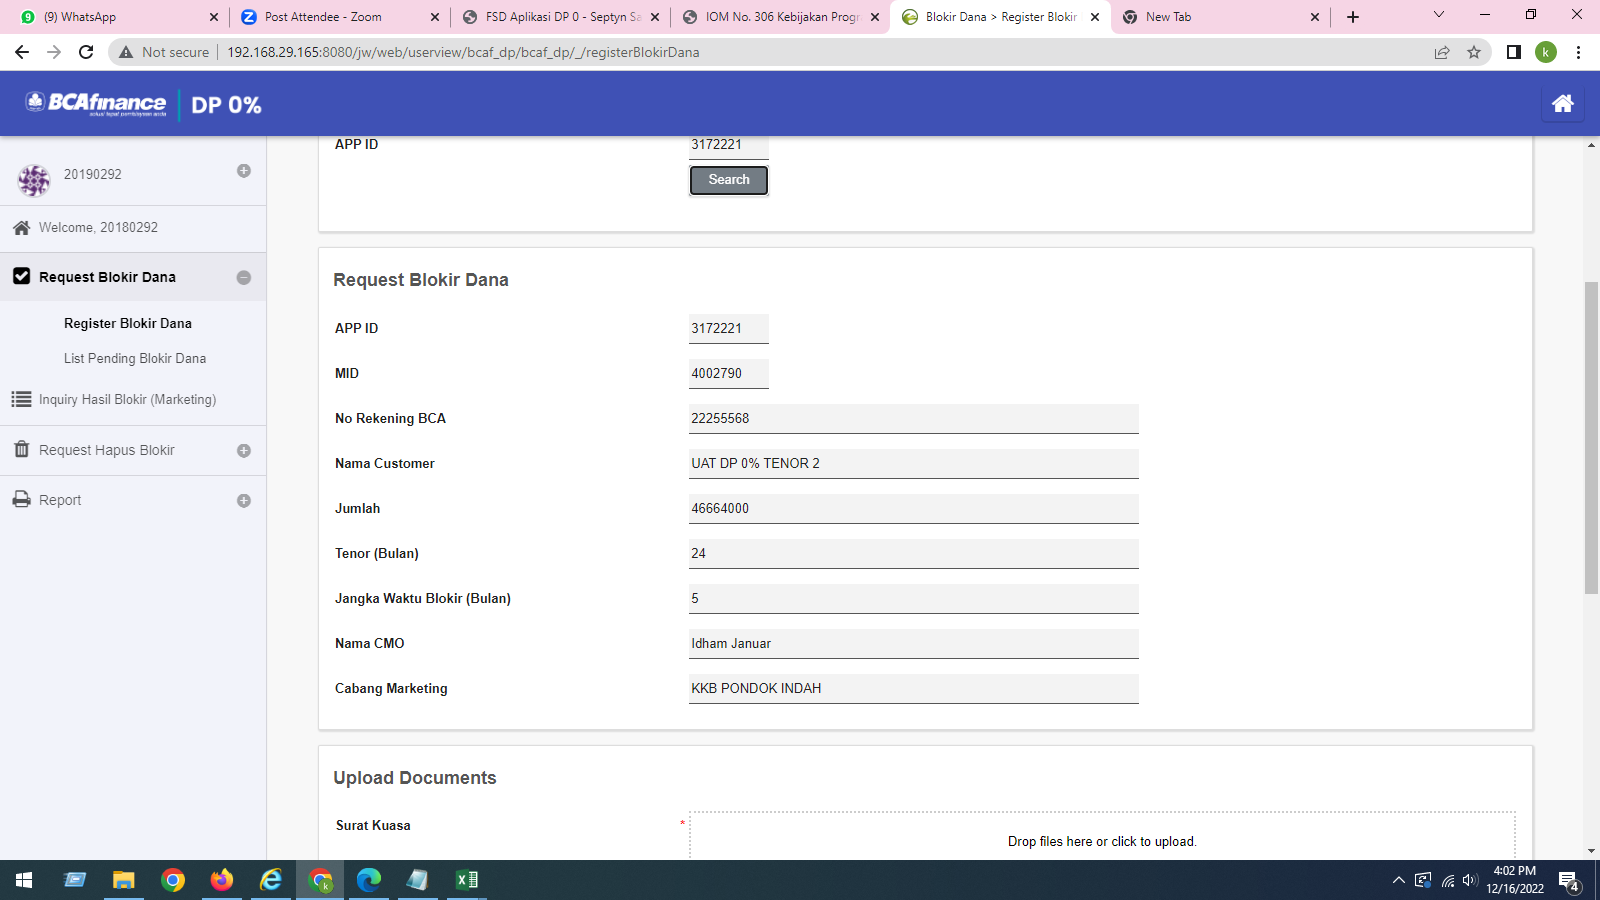 (9) WhatsApp
Post Attendee - Zoom
FSD Aplikasi DP 0 - Septyn Sa
IOM No. 306 Kebijakan Progr
Blokir Dana > Register Blokir
New Tab
Not secure
192.168.29.165:8080/jw/web/userview/bcaf_dp/bcaf_dp/_/registerBlokirDana
k
BCAfinance
solusi tepat pembiayaan anda
DP 0%
20190292
Welcome, 20180292
Request Blokir Dana
Register Blokir Dana
List Pending Blokir Dana
Inquiry Hasil Blokir (Marketing)
Request Hapus Blokir
Report
APP ID 3172221
Search
Request Blokir Dana
APP ID 3172221
MID 4002790
No Rekening BCA 22255568
Nama Customer UAT DP 0% TENOR 2
Jumlah 46664000
Tenor (Bulan) 24
Jangka Waktu Blokir (Bulan) 5
Nama CMO Idham Januar
Cabang Marketing KKB PONDOK INDAH
Upload Documents
Surat Kuasa *
Drop files here or click to upload.
4:02 PM
12/16/2022
4